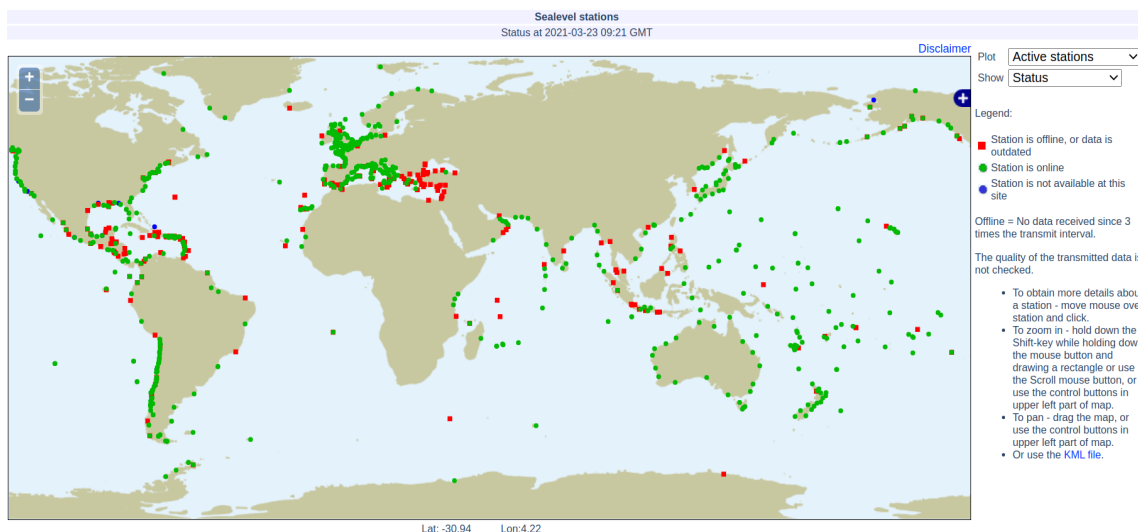 Sealevel stations
Status at 2021-03-23 09:21 GMT
Disclaimer
Plot Active stations
Show Status
+
−
+
Legend:
Station is offline, or data is
outdated
Station is online
Station is not available at this
site
Offline = No data received since 3
times the transmit interval.
The quality of the transmitted data is
not checked.
• To obtain more details abou
a station - move mouse ove
station and click.
• To zoom in - hold down the
Shift-key while holding dow
the mouse button and
drawing a rectangle or use
the Scroll mouse button, or
use the control buttons in
upper left part of map.
• To pan - drag the map, or
use the control buttons in
upper left part of map.
• Or use the KML file.
Lat: -30.94 Lon:4.22